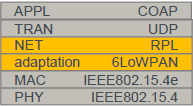 APPL COAP
TRAN UDP
NET RPL
adaptation 6LoWPAN
MAC IEEE802.15.4e
PHY IEEE802.15.4